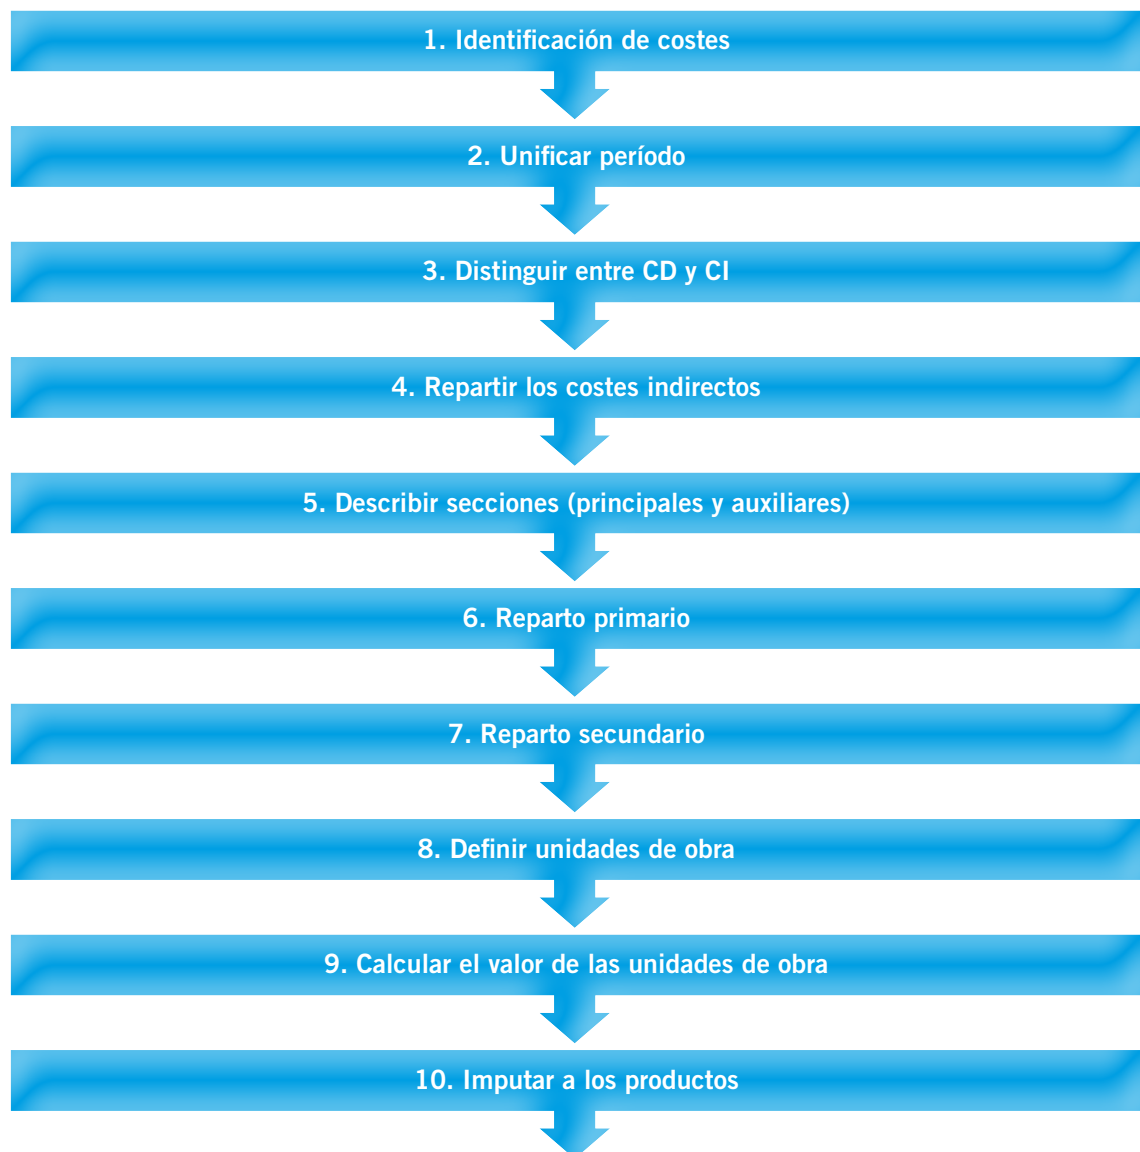 1. Identificación de costes
2. Unificar período
3. Distinguir entre CD y CI
4. Repartir los costes indirectos
5. Describir secciones (principales y auxiliares)
6. Reparto primario
7. Reparto secundario
8. Definir unidades de obra
9. Calcular el valor de las unidades de obra
10. Imputar a los productos